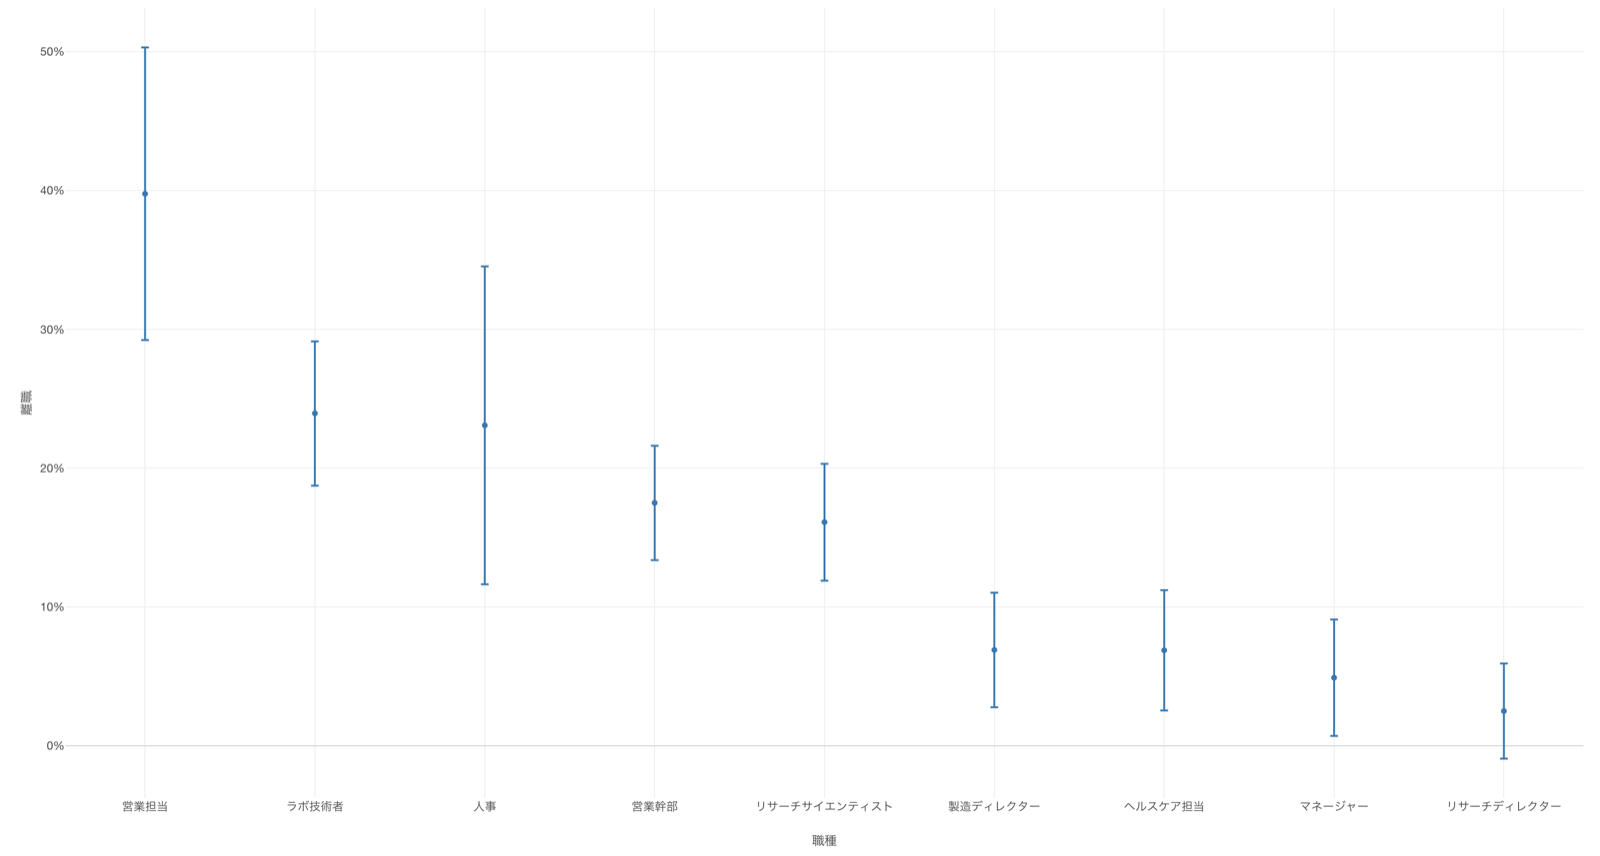 50%
40%
30%
20%
10%
0%
離職
営業担当
ラボ技術者
人事
営業幹部
リサーチサイエンティスト
製造ディレクター
ヘルスケア担当
マネージャー
リサーチディレクター
職種